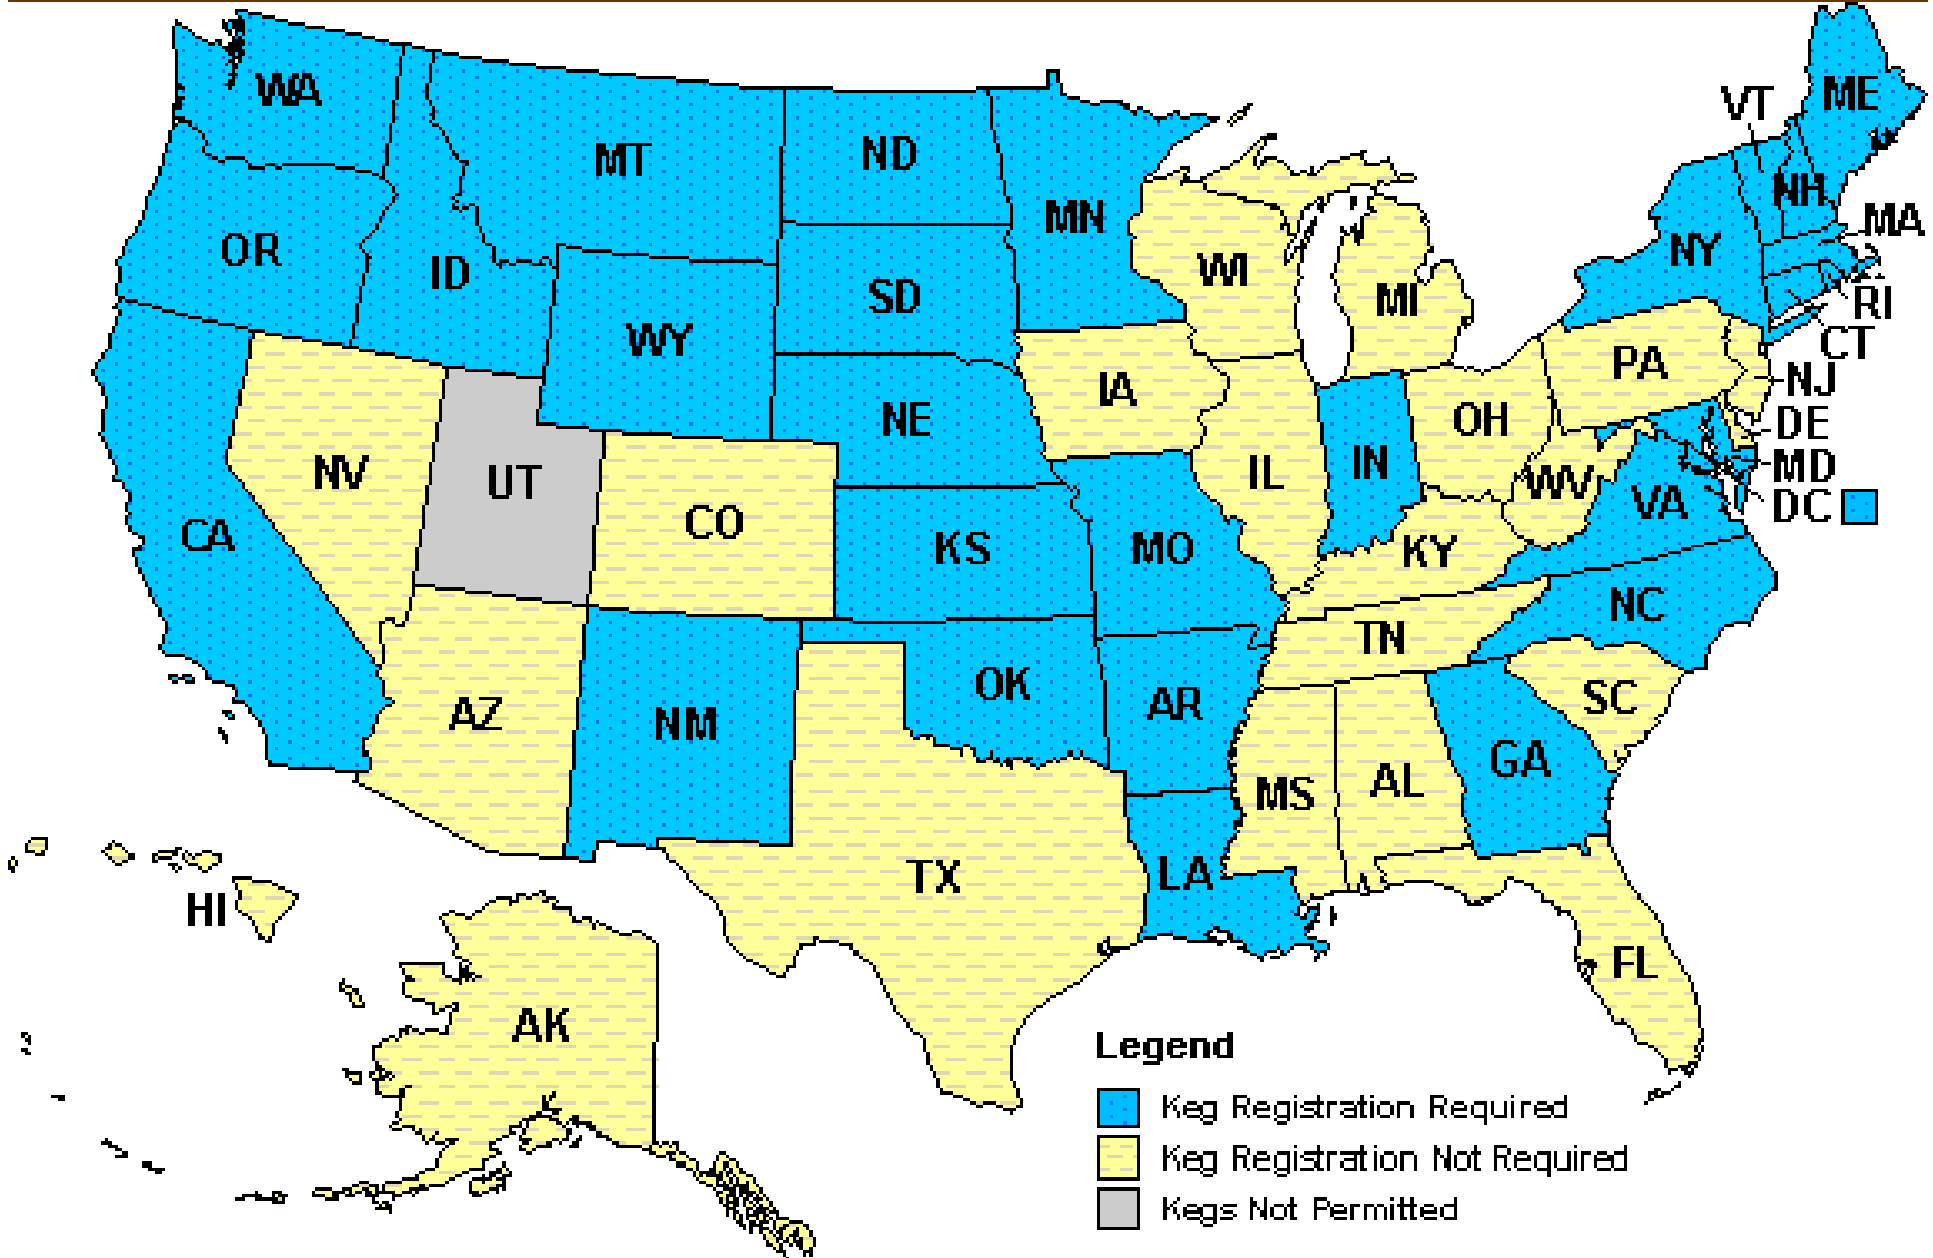 ME
WA
VT
MT
ND
NH
MN
MA
OR
NY
ID
WI
SD
MI
RI
WY
CT
PA
NJ
IA
NE
OH
DE
IN
MD
NV
UT
IL
WV
VA
DC
CO
CA
KS
MO
KY
NC
TN
OK
SC
AR
AZ
NM
GA
MS
AL
TX
LA
HI
FL
AK
Legend
Keg Registration Required
Keg Registration Not Required
Kegs Not Permitted